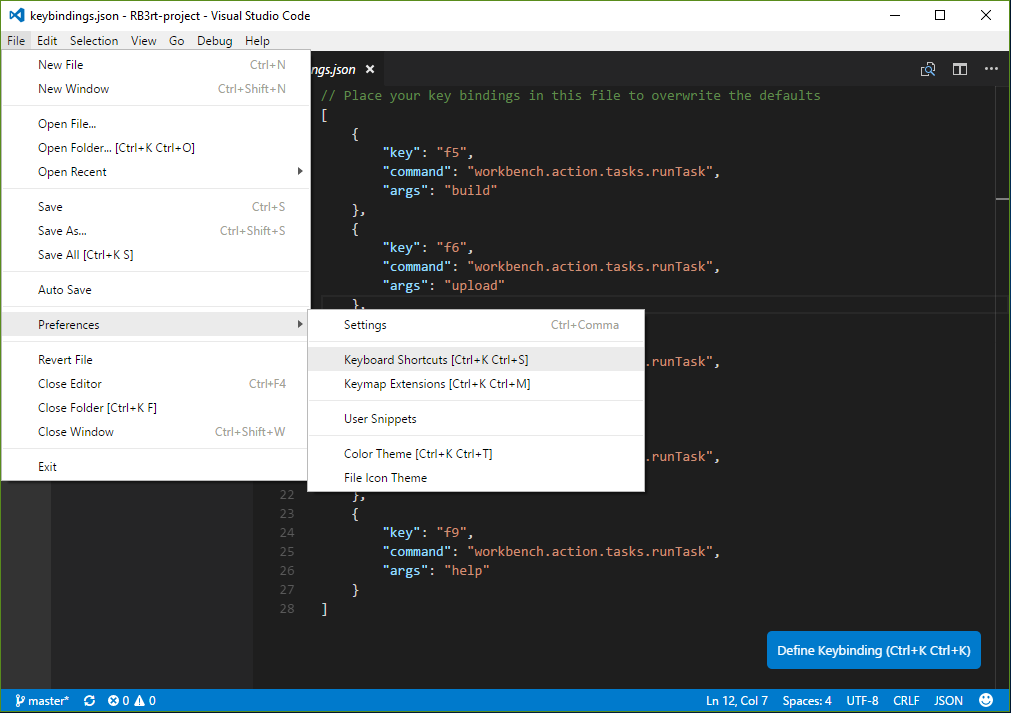 keybindings.json - RB3rt-project - Visual Studio Code
File Edit Selection View Go Debug Help
New File Ctrl+N
New Window Ctrl+Shift+N
Open File...
Open Folder... [Ctrl+K Ctrl+O]
Open Recent
Save Ctrl+S
Save As... Ctrl+Shift+S
Save All [Ctrl+K S]
Auto Save
Preferences
Revert File
Close Editor Ctrl+F4
Close Folder [Ctrl+K F]
Close Window Ctrl+Shift+W
Exit
Settings Ctrl+Comma
Keyboard Shortcuts [Ctrl+K Ctrl+S]
Keymap Extensions [Ctrl+K Ctrl+M]
User Snippets
Color Theme [Ctrl+K Ctrl+T]
File Icon Theme
ngs.json
// Place your key bindings in this file to overwrite the defaults
[
{
"key": "f5",
"command": "workbench.action.tasks.runTask",
"args": "build"
},
{
"key": "f6",
"command": "workbench.action.tasks.runTask",
"args": "upload"
},
.runTask",
.runTask",
22 },
23 {
24 "key": "f9",
25 "command": "workbench.action.tasks.runTask",
26 "args": "help"
27 }
28 ]
Define Keybinding (Ctrl+K Ctrl+K)
master* 0 0 Ln 12, Col 7 Spaces: 4 UTF-8 CRLF JSON